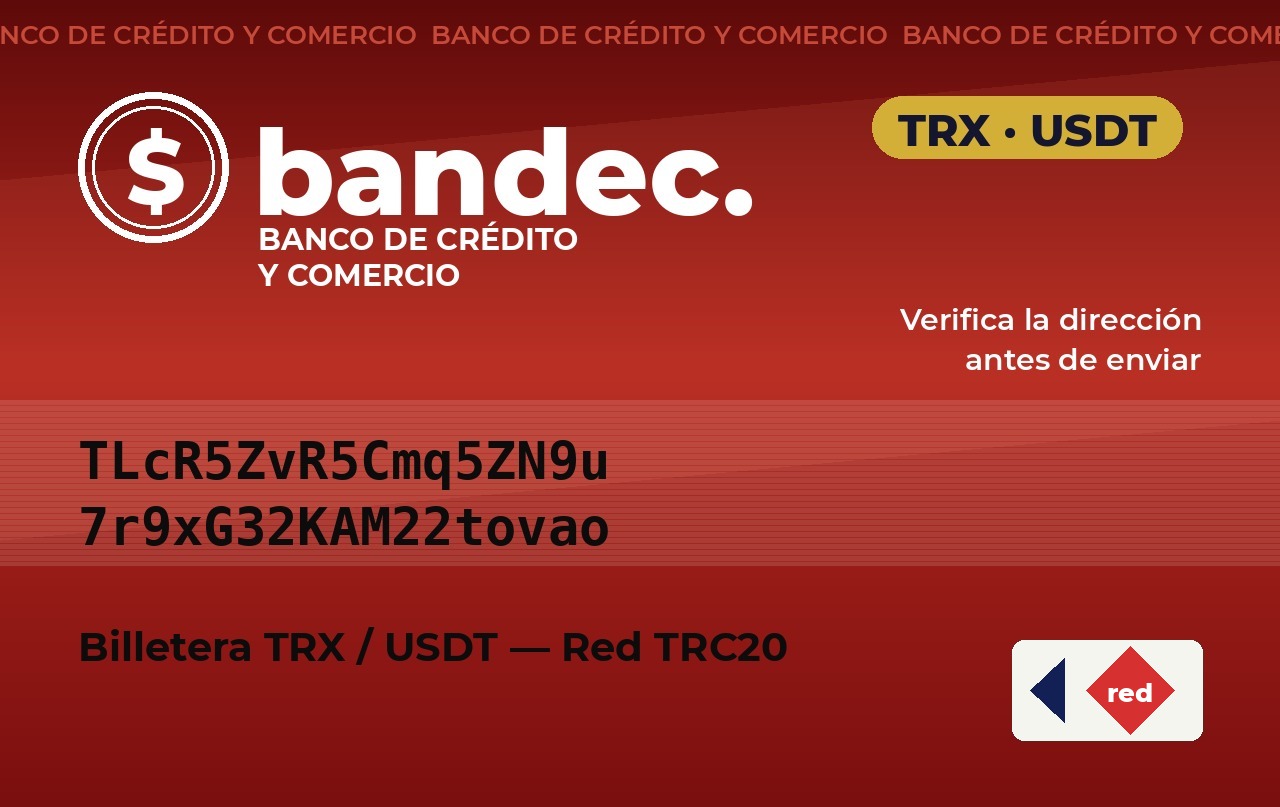 NCO DE CRÉDITO Y COMERCIO BANCO DE CRÉDITO Y COMERCIO BANCO DE CRÉDITO Y COME
$ bandec.
TRX · USDT
BANCO DE CRÉDITO
Y COMERCIO
Verifica la dirección
antes de enviar
TLcR5ZvR5Cmq5ZN9u
7r9xG32KAM22tovao
Billetera TRX / USDT — Red TRC20
red